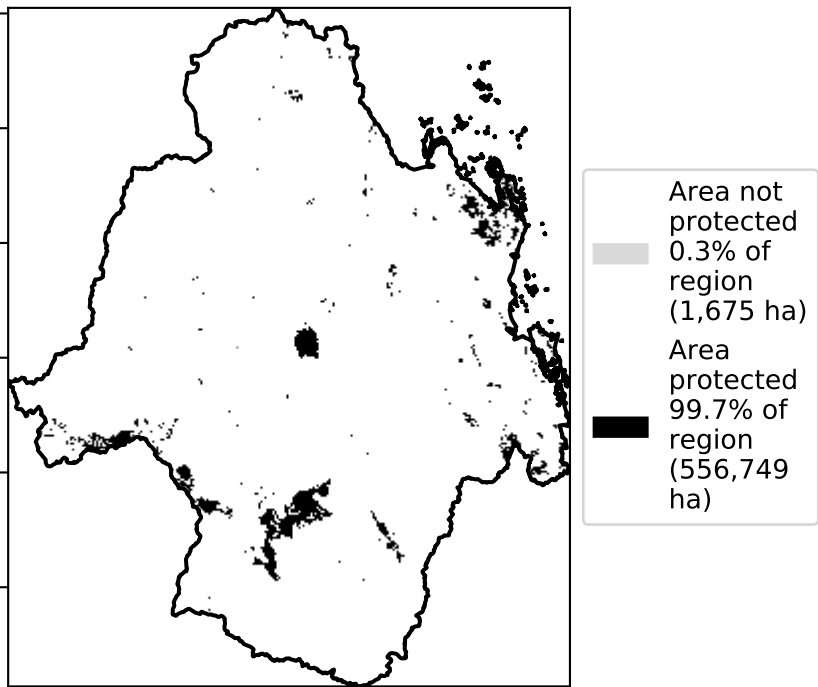 Area not
protected
0.3% of
region
(1,675 ha)
Area
protected
99.7% of
region
(556,749
ha)